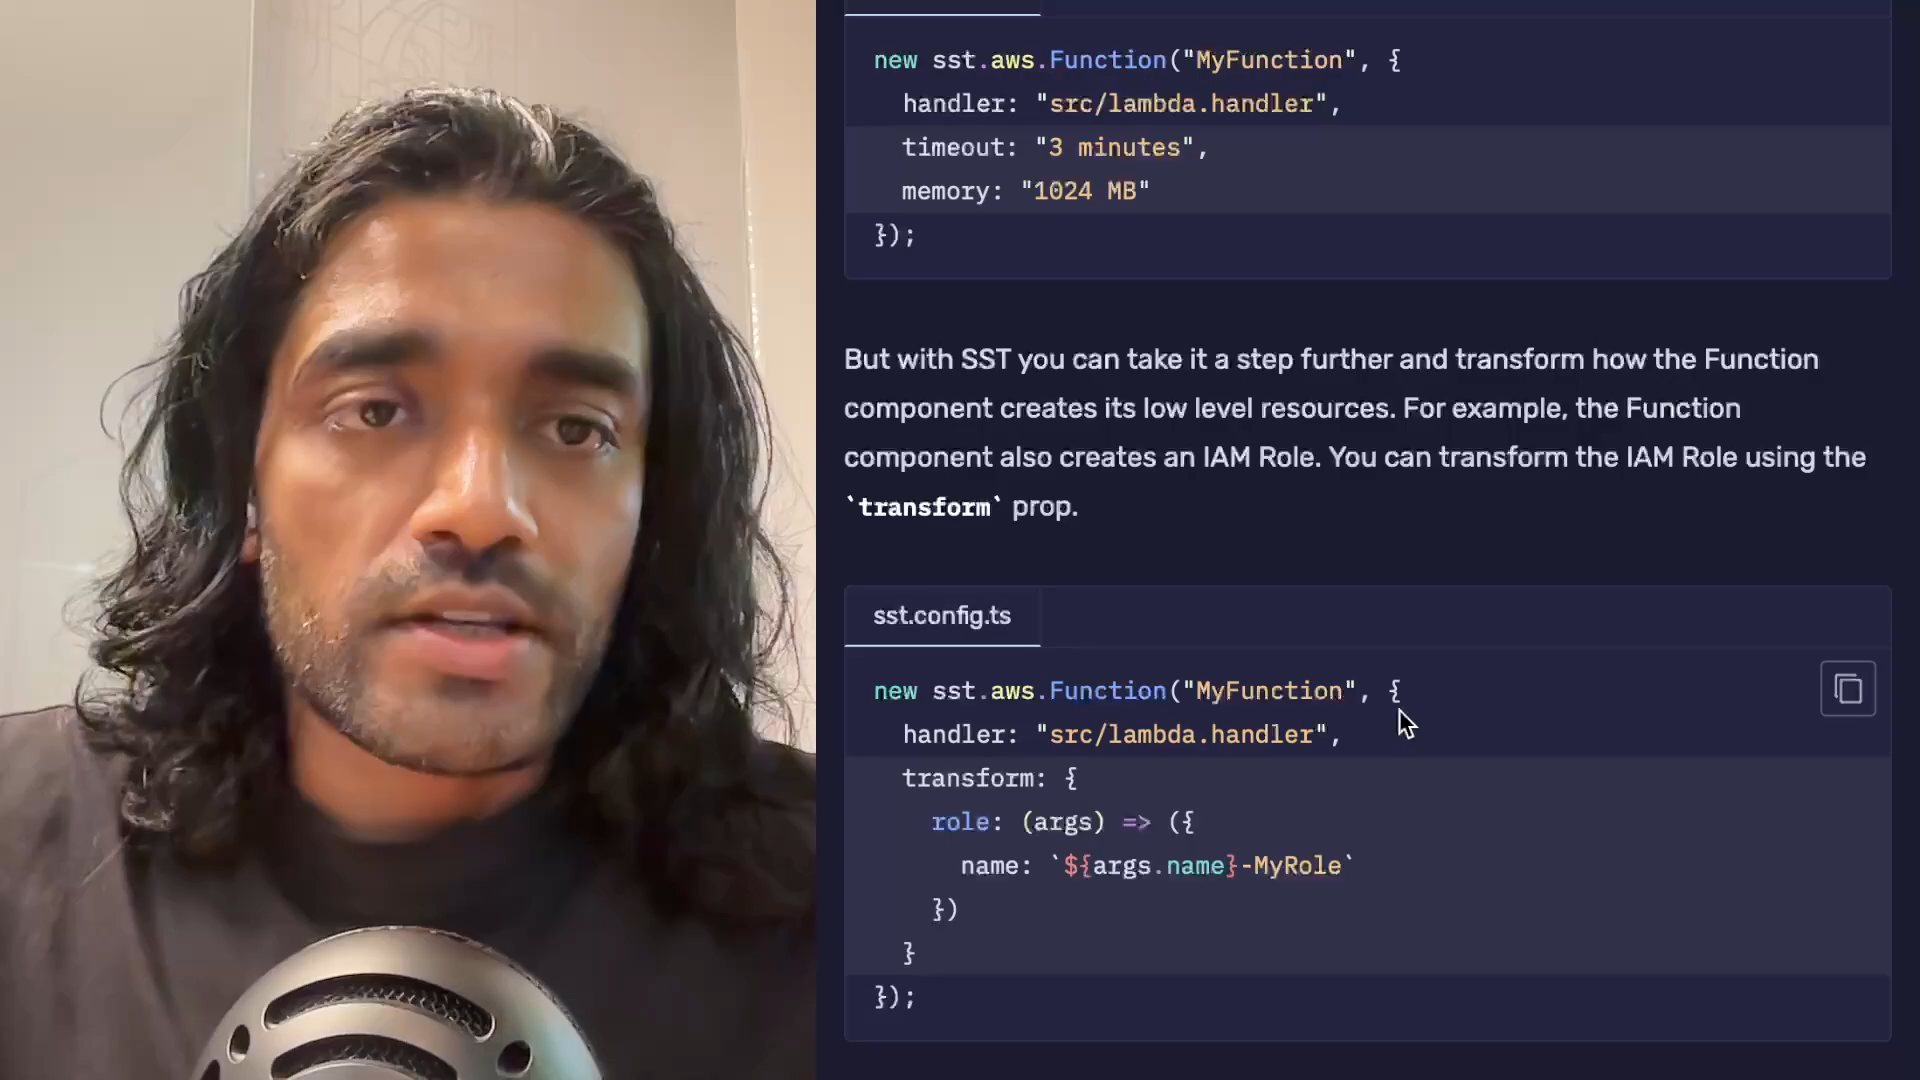 new sst.aws.Function("MyFunction", {
handler: "src/lambda.handler",
timeout: "3 minutes",
memory: "1024 MB"
});
But with SST you can take it a step further and transform how the Function
component creates its low level resources. For example, the Function
component also creates an IAM Role. You can transform the IAM Role using the
`transform` prop.
sst.config.ts
new sst.aws.Function("MyFunction", {
handler: "src/lambda.handler",
transform: {
role: (args) => ({
name: `${args.name}-MyRole`
})
}
});